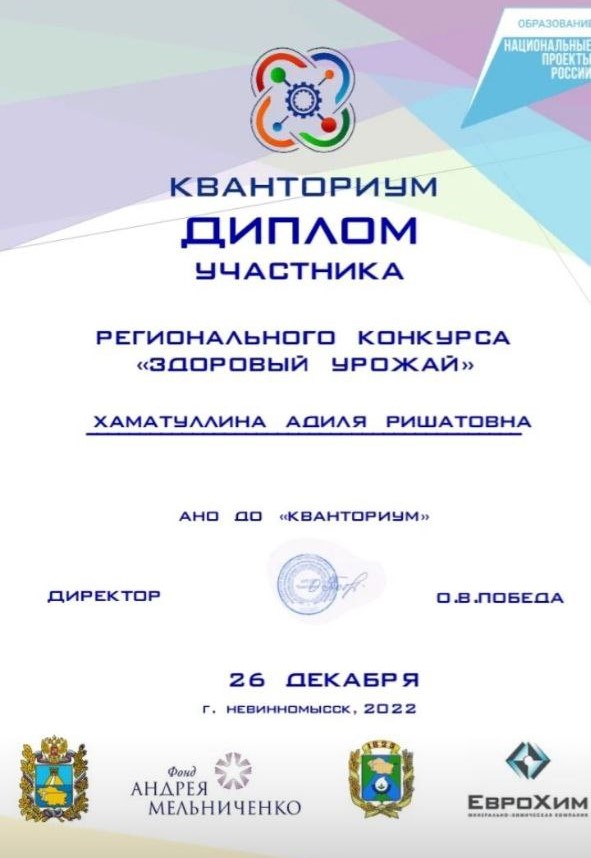 ОБРАЗОВАНИЕ
НАЦИОНАЛЬНЫЕ
ПРОЕКТЫ
РОССИИ
КВАНТОРИУМ
ДИПЛОМ
УЧАСТНИКА
РЕГИОНАЛЬНОГО КОНКУРСА
«ЗДОРОВЫЙ УРОЖАЙ»
ХАМАТУЛЛИНА АДИЛЯ РИШАТОВНА
АНО ДО «КВАНТОРИУМ»
ДИРЕКТОР
О.В.ПОБЕДА
26 ДЕКАБРЯ
г. НЕВИННОМЫССК, 2022
Фонд
АНДРЕЯ
МЕЛЬНИЧЕНКО
1825
ЕВРОХИМ
МИНЕРАЛЬНО-ХИМИЧЕСКАЯ КОМПАНИЯ